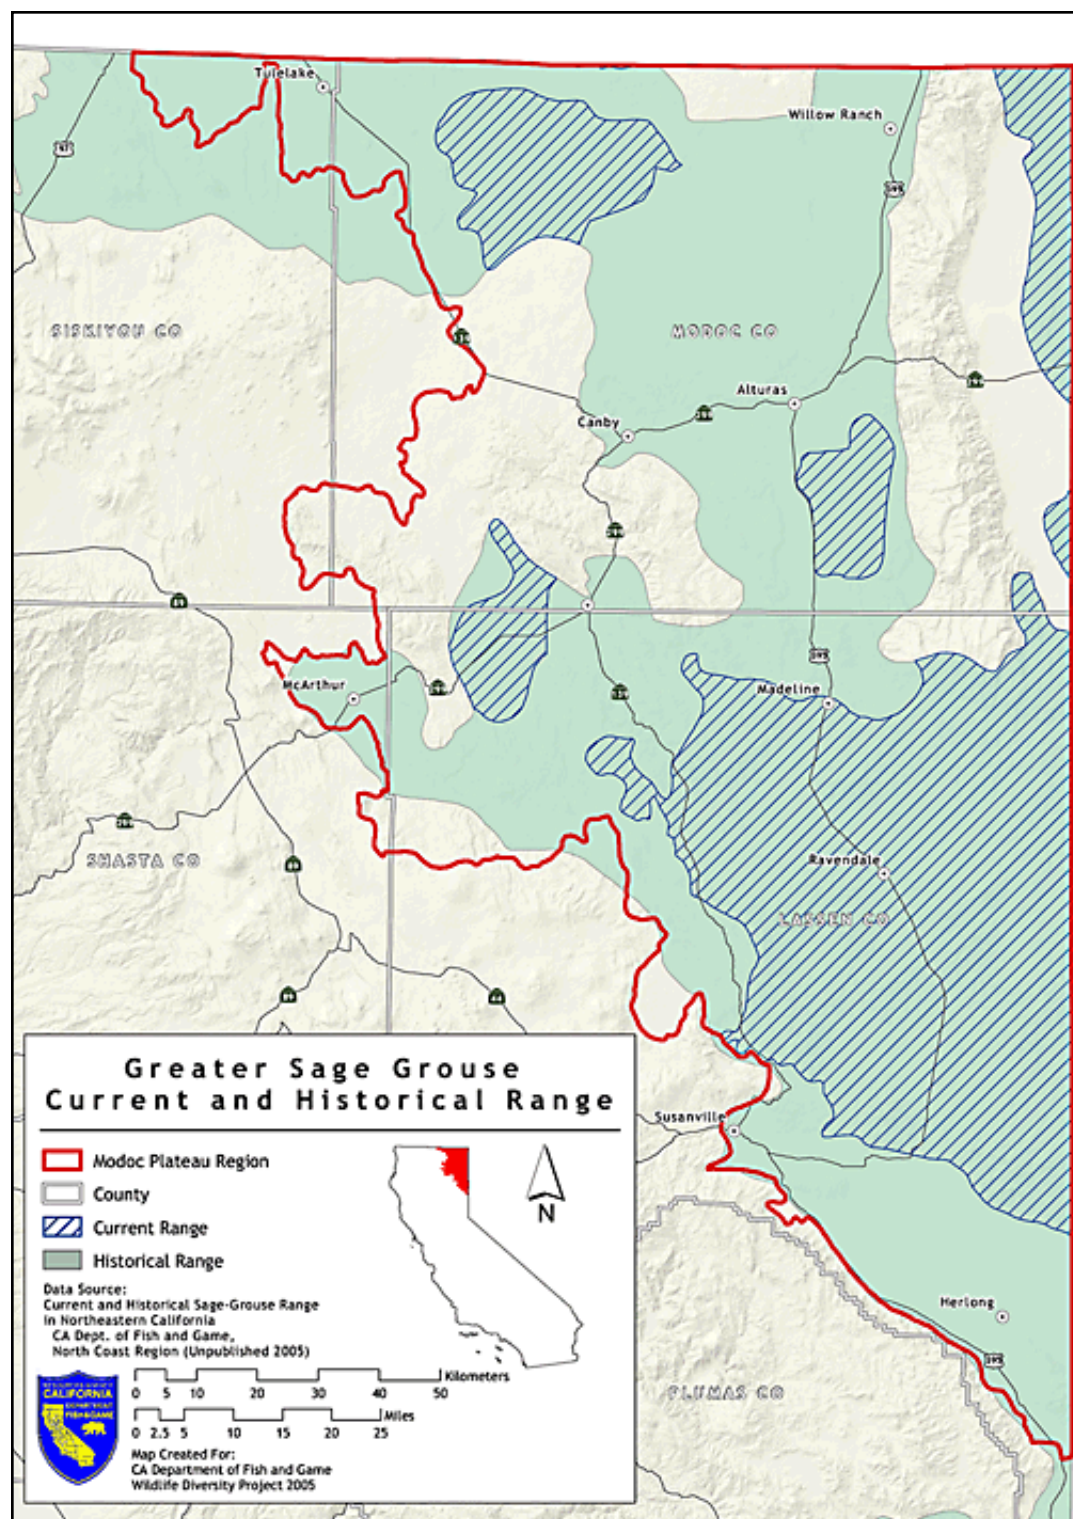 Tulelake
Willow Ranch
97
395
SISKIYOU CO
MODOC CO
Alturas
Canby
395
McArthur
Madeline
SHASTA CO
Ravendale
LASSEN CO
Susanville
Herlong
395
PLUMAS CO
Greater Sage Grouse
Current and Historical Range
Modoc Plateau Region
County
Current Range
Historical Range
N
Data Source:
Current and Historical Sage-Grouse Range
in Northeastern California
CA Dept. of Fish and Game,
North Coast Region (Unpublished 2005)
Kilometers
0 5 10 20 30 40 50
Miles
0 2.5 5 10 15 20 25
CALIFORNIA
DEPARTMENT
FISH & GAME
Map Created For:
CA Department of Fish and Game
Wildlife Diversity Project 2005